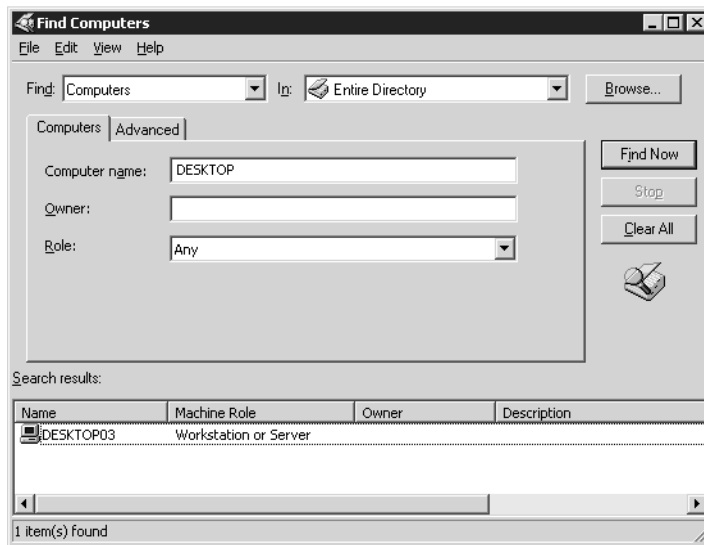 Find Computers
File Edit View Help
Find: Computers In: Entire Directory Browse...
Computers Advanced
Computer name: DESKTOP
Owner:
Role: Any
Find Now
Stop
Clear All
Search results:
Name Machine Role Owner Description
DESKTOP03 Workstation or Server
1 item(s) found